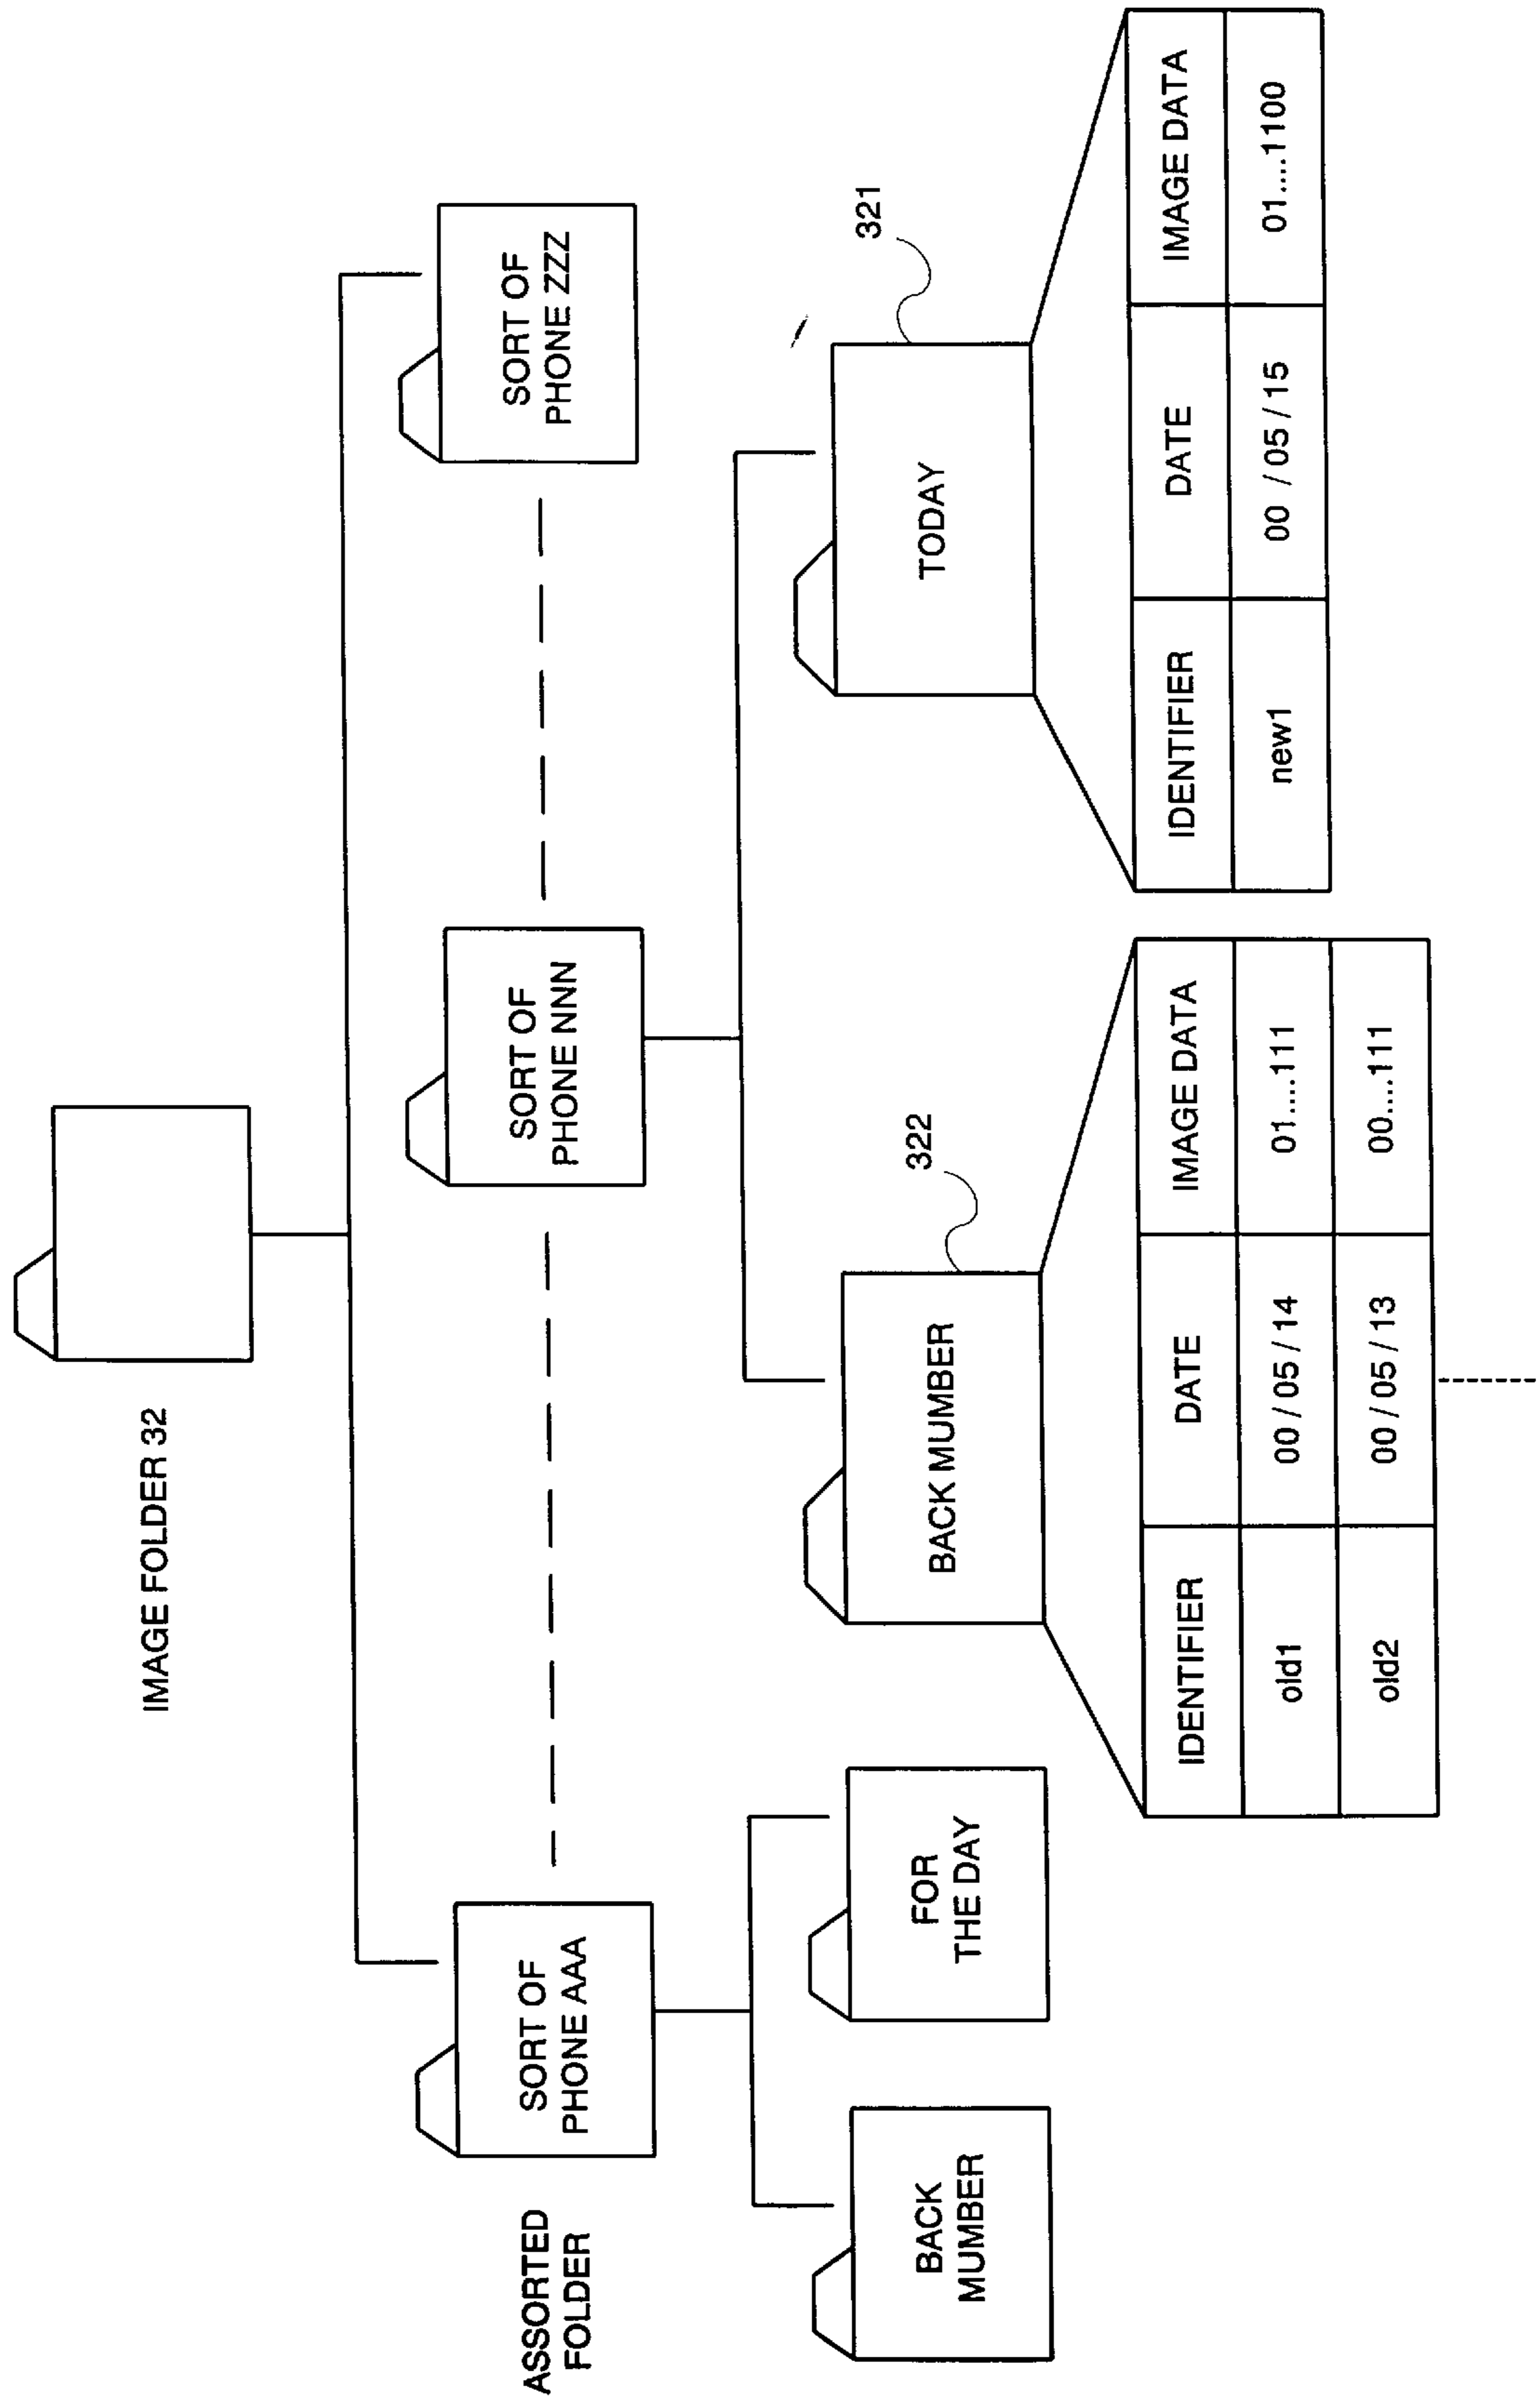 IMAGE FOLDER 32
ASSORTED
FOLDER
SORT OF
PHONE AAA
SORT OF
PHONE NNN
SORT OF
PHONE ZZZ
BACK
MUMBER
FOR
THE DAY
BACK MUMBER
322
TODAY
321
IDENTIFIER DATE IMAGE DATA
old1 00 / 05 / 14 01....111
old2 00 / 05 / 13 00....111
IDENTIFIER DATE IMAGE DATA
new1 00 / 05 / 15 01....1100